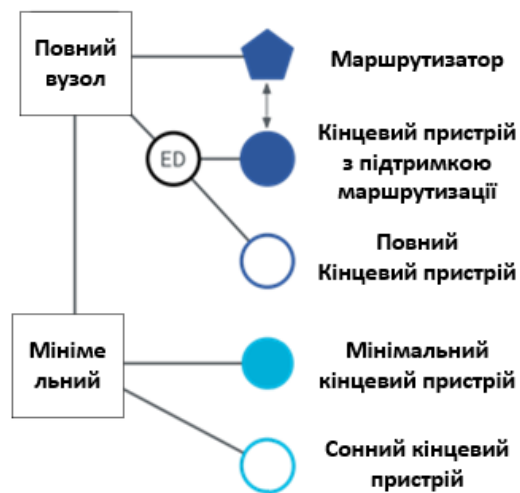 Повний
вузол
Маршрутизатор
ED
Кінцевий пристрій
з підтримкою
маршрутизації
Повний
Кінцевий пристрій
Мініме
льний
Мінімальний
кінцевий пристрій
Сонний кінцевий
пристрій